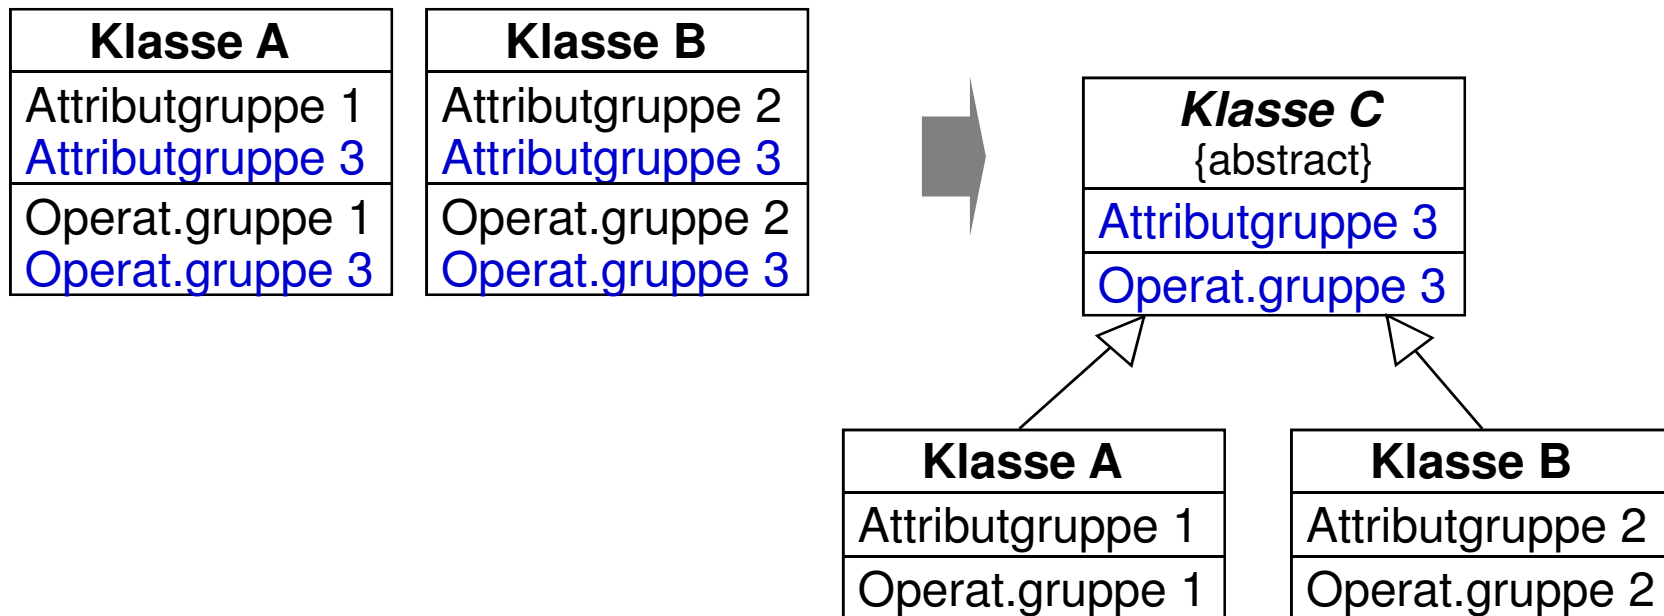 Klasse A
Attributgruppe 1
Attributgruppe 3
Operat.gruppe 1
Operat.gruppe 3
Klasse B
Attributgruppe 2
Attributgruppe 3
Operat.gruppe 2
Operat.gruppe 3
Klasse C
{abstract}
Attributgruppe 3
Operat.gruppe 3
Klasse A
Attributgruppe 1
Operat.gruppe 1
Klasse B
Attributgruppe 2
Operat.gruppe 2